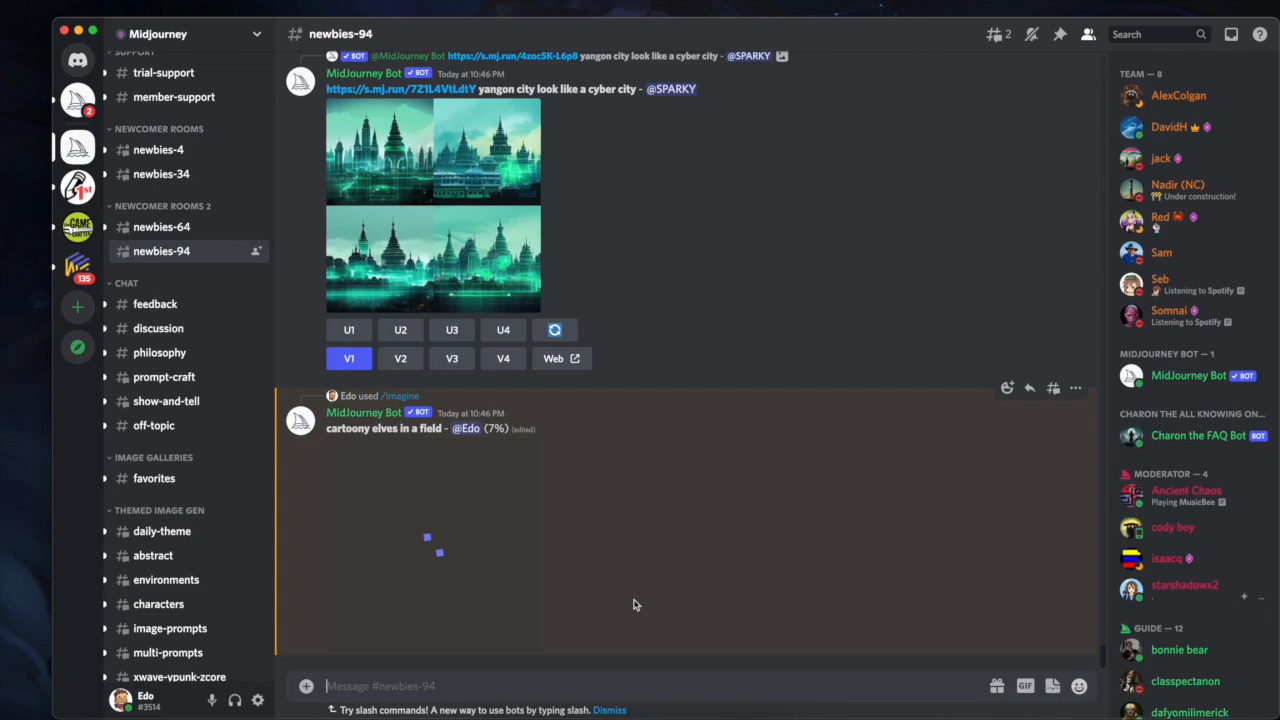 Midjourney
SUPPORT
trial-support
member-support
NEWCOMER ROOMS
newbies-4
newbies-34
NEWCOMER ROOMS 2
newbies-64
newbies-94
CHAT
feedback
discussion
philosophy
prompt-craft
show-and-tell
off-topic
IMAGE GALLERIES
favorites
THEMED IMAGE GEN
daily-theme
abstract
environments
characters
image-prompts
multi-prompts
xwave-ypunk-zcore
Edo
#3514
2
1st
GAME
CRAFTER
135
# newbies-94
2
Search
BOT @MidJourney Bot https://s.mj.run/4zoc5K-L6p8 yangon city look like a cyber city - @SPARKY
MidJourney Bot BOT Today at 10:46 PM
https://s.mj.run/7Z1L4VtLdtY yangon city look like a cyber city - @SPARKY
U1 U2 U3 U4
V1 V2 V3 V4 Web
Edo used /imagine
MidJourney Bot BOT Today at 10:46 PM
cartoony elves in a field - @Edo (7%) (edited)
Message #newbies-94
GIF
Try slash commands! A new way to use bots by typing slash. Dismiss
TEAM — 8
AlexColgan
DavidH
jack
Nadir (NC)
Under construction!
Red
Sam
Seb
Listening to Spotify
Somnai
Listening to Spotify
MIDJOURNEY BOT — 1
MidJourney Bot BOT
CHARON THE ALL KNOWING ON...
Charon the FAQ Bot BOT
MODERATOR — 4
Ancient Chaos
Playing MusicBee
cody boy
isaacq
starshadowx2
GUIDE — 12
bonnie bear
classpectanon
dafyomilimerick